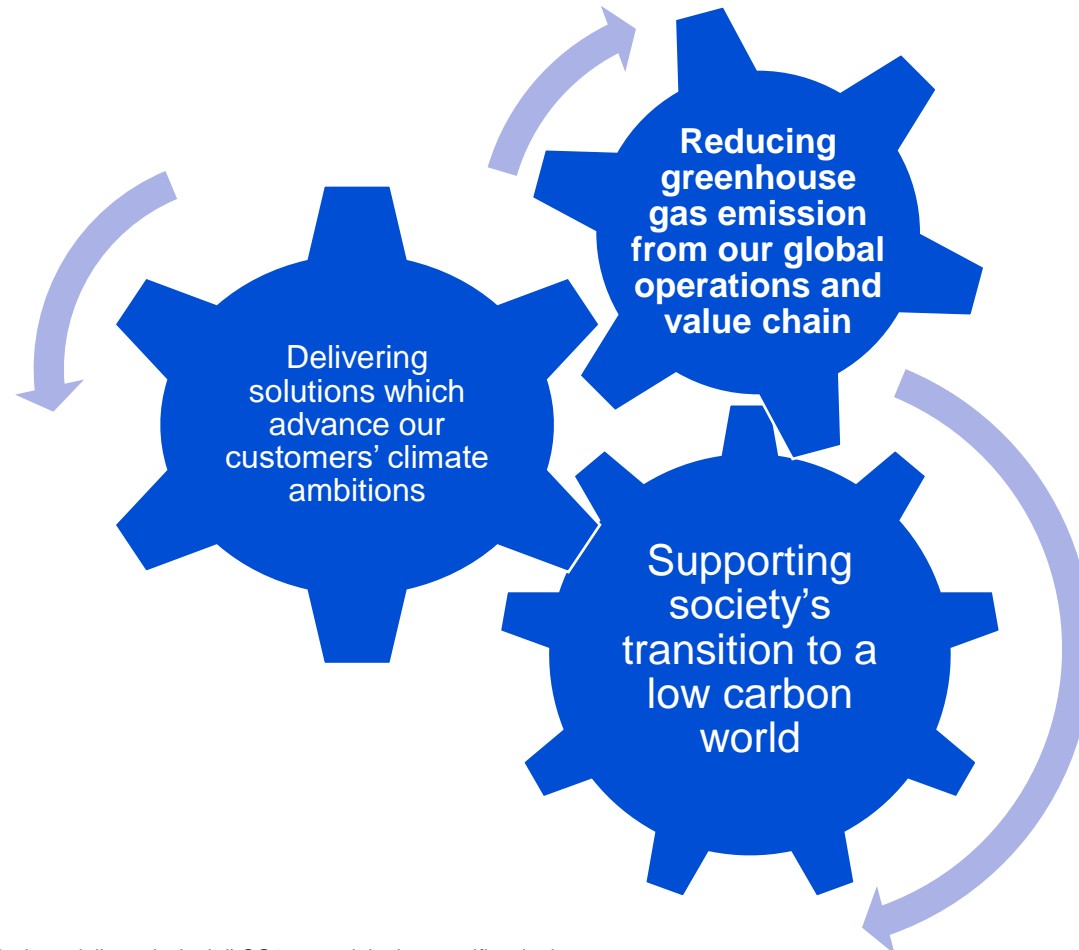 Reducing
greenhouse
gas emission
from our global
operations and
value chain
Delivering
solutions which
advance our
customers’ climate
ambitions
Supporting
society’s
transition to a
low carbon
world